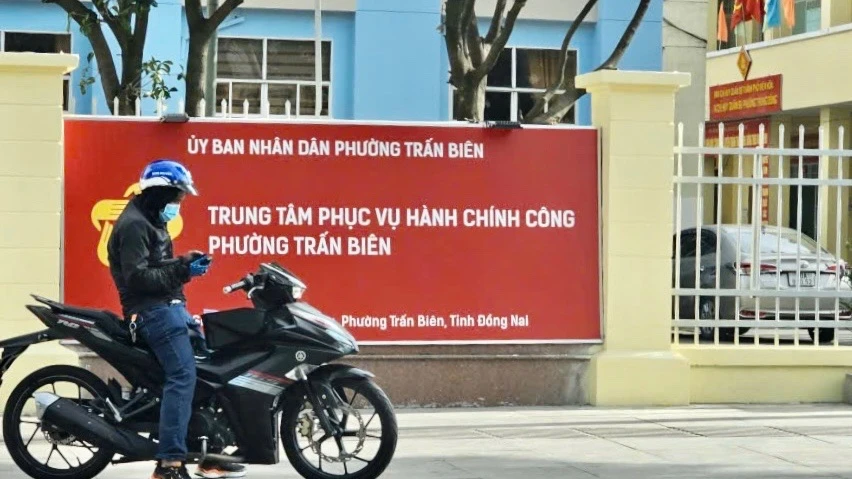 ỦY BAN NHÂN DÂN PHƯỜNG TRẤN BIÊN
TRUNG TÂM PHỤC VỤ HÀNH CHÍNH CÔNG
PHƯỜNG TRẤN BIÊN
, Phường Trấn Biên, Tỉnh Đồng Nai